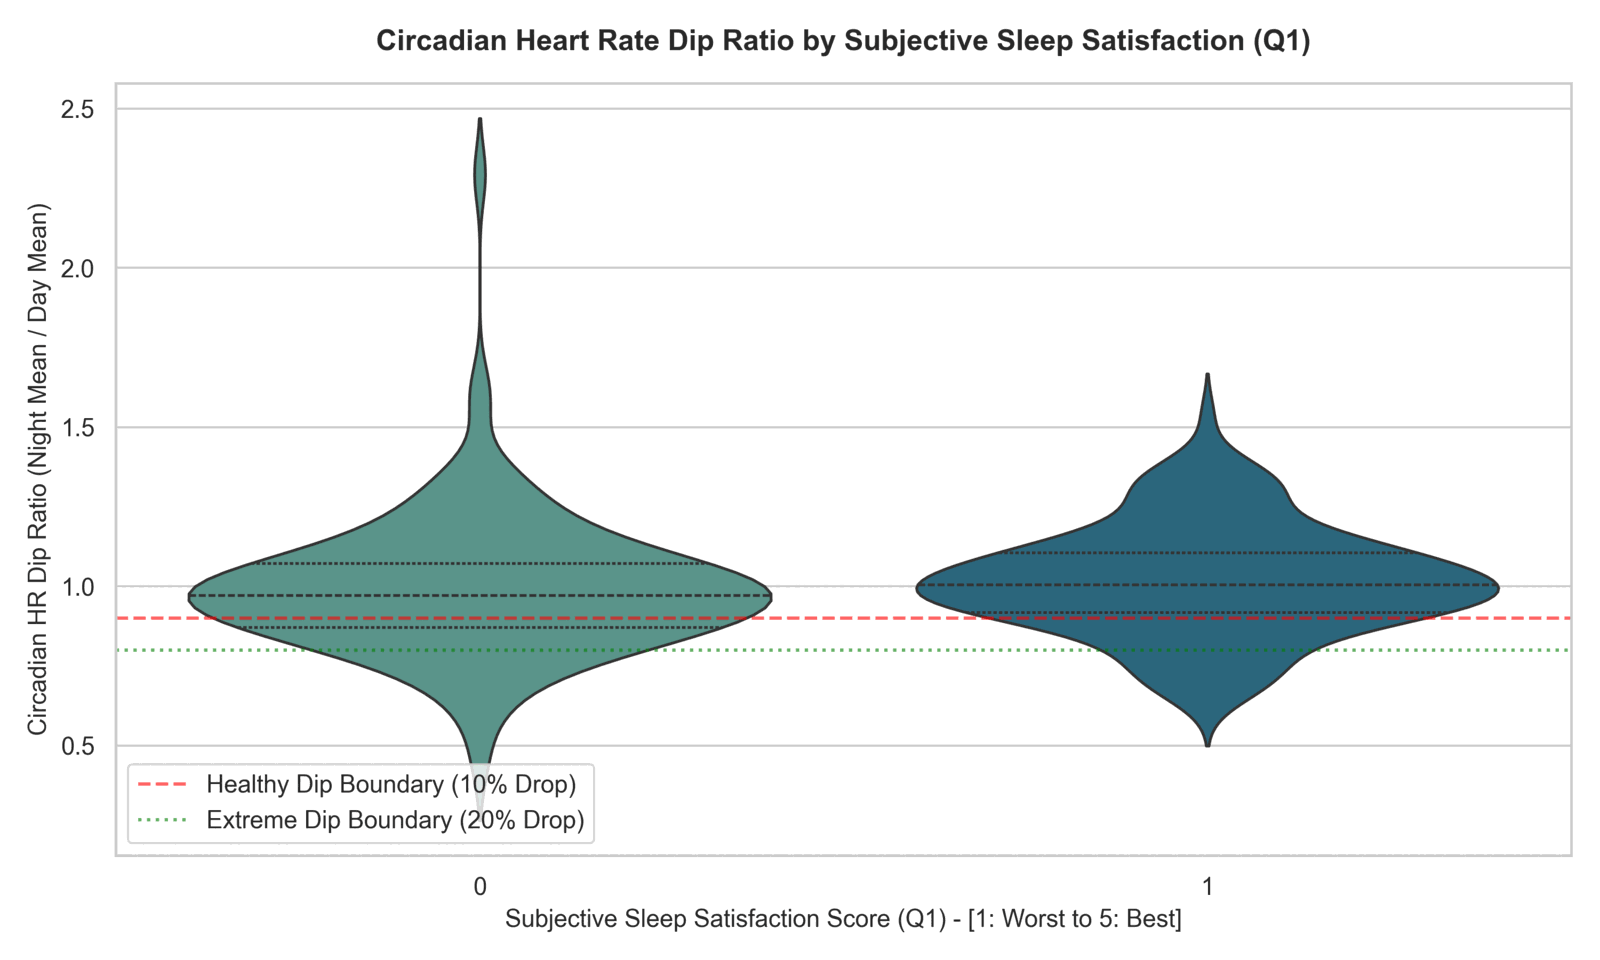 Circadian Heart Rate Dip Ratio by Subjective Sleep Satisfaction (Q1)
Circadian HR Dip Ratio (Night Mean / Day Mean)
2.5
2.0
1.5
1.0
0.5
Healthy Dip Boundary (10% Drop)
Extreme Dip Boundary (20% Drop)
0 1
Subjective Sleep Satisfaction Score (Q1) - [1: Worst to 5: Best]